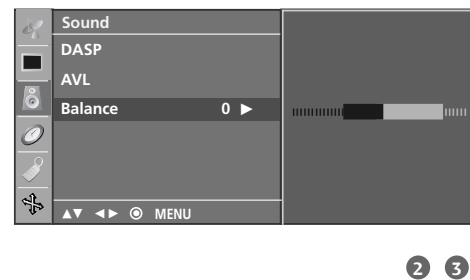 Sound
DASP
AVL
Balance 0 ►
▲▼ ◄► ⊙ MENU
2 3